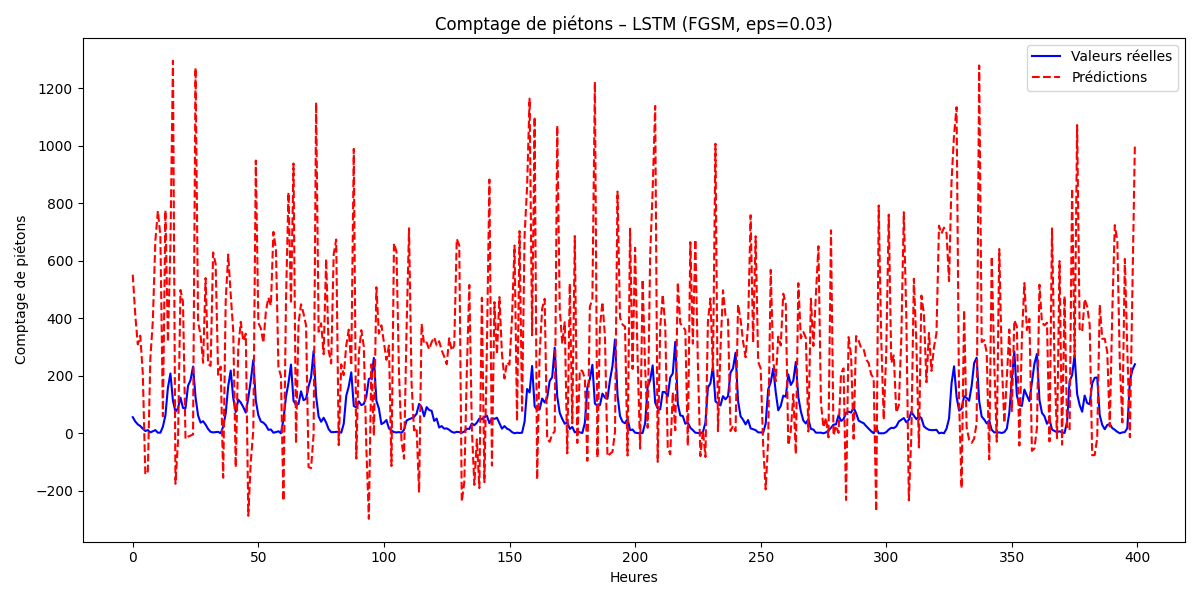 Comptage de piétons – LSTM (FGSM, eps=0.03)
Valeurs réelles
Prédictions
Comptage de piétons
1200
1000
800
600
400
200
0
−200
0 50 100 150 200 250 300 350 400
Heures